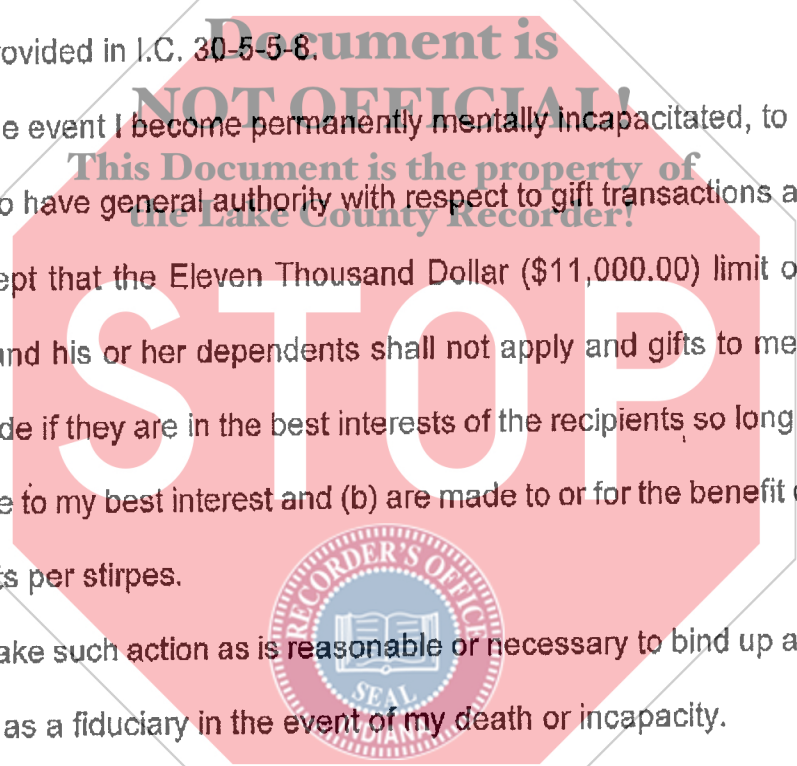 Document is
ovided in I.C. 30-5-5-8.
NOT OFFICIAL!
e event I become permanently mentally incapacitated, to
This Document is the property of
o have general authority with respect to gift transactions a
the Lake County Recorder!
ept that the Eleven Thousand Dollar ($11,000.00) limit o
and his or her dependents shall not apply and gifts to me
STOP
de if they are in the best interests of the recipients so long
e to my best interest and (b) are made to or for the benefit
ts per stirpes.
RECORDER'S OFFICE
ake such action as is reasonable or necessary to bind up a
SEAL
as a fiduciary in the event of my death or incapacity.
INDIANA